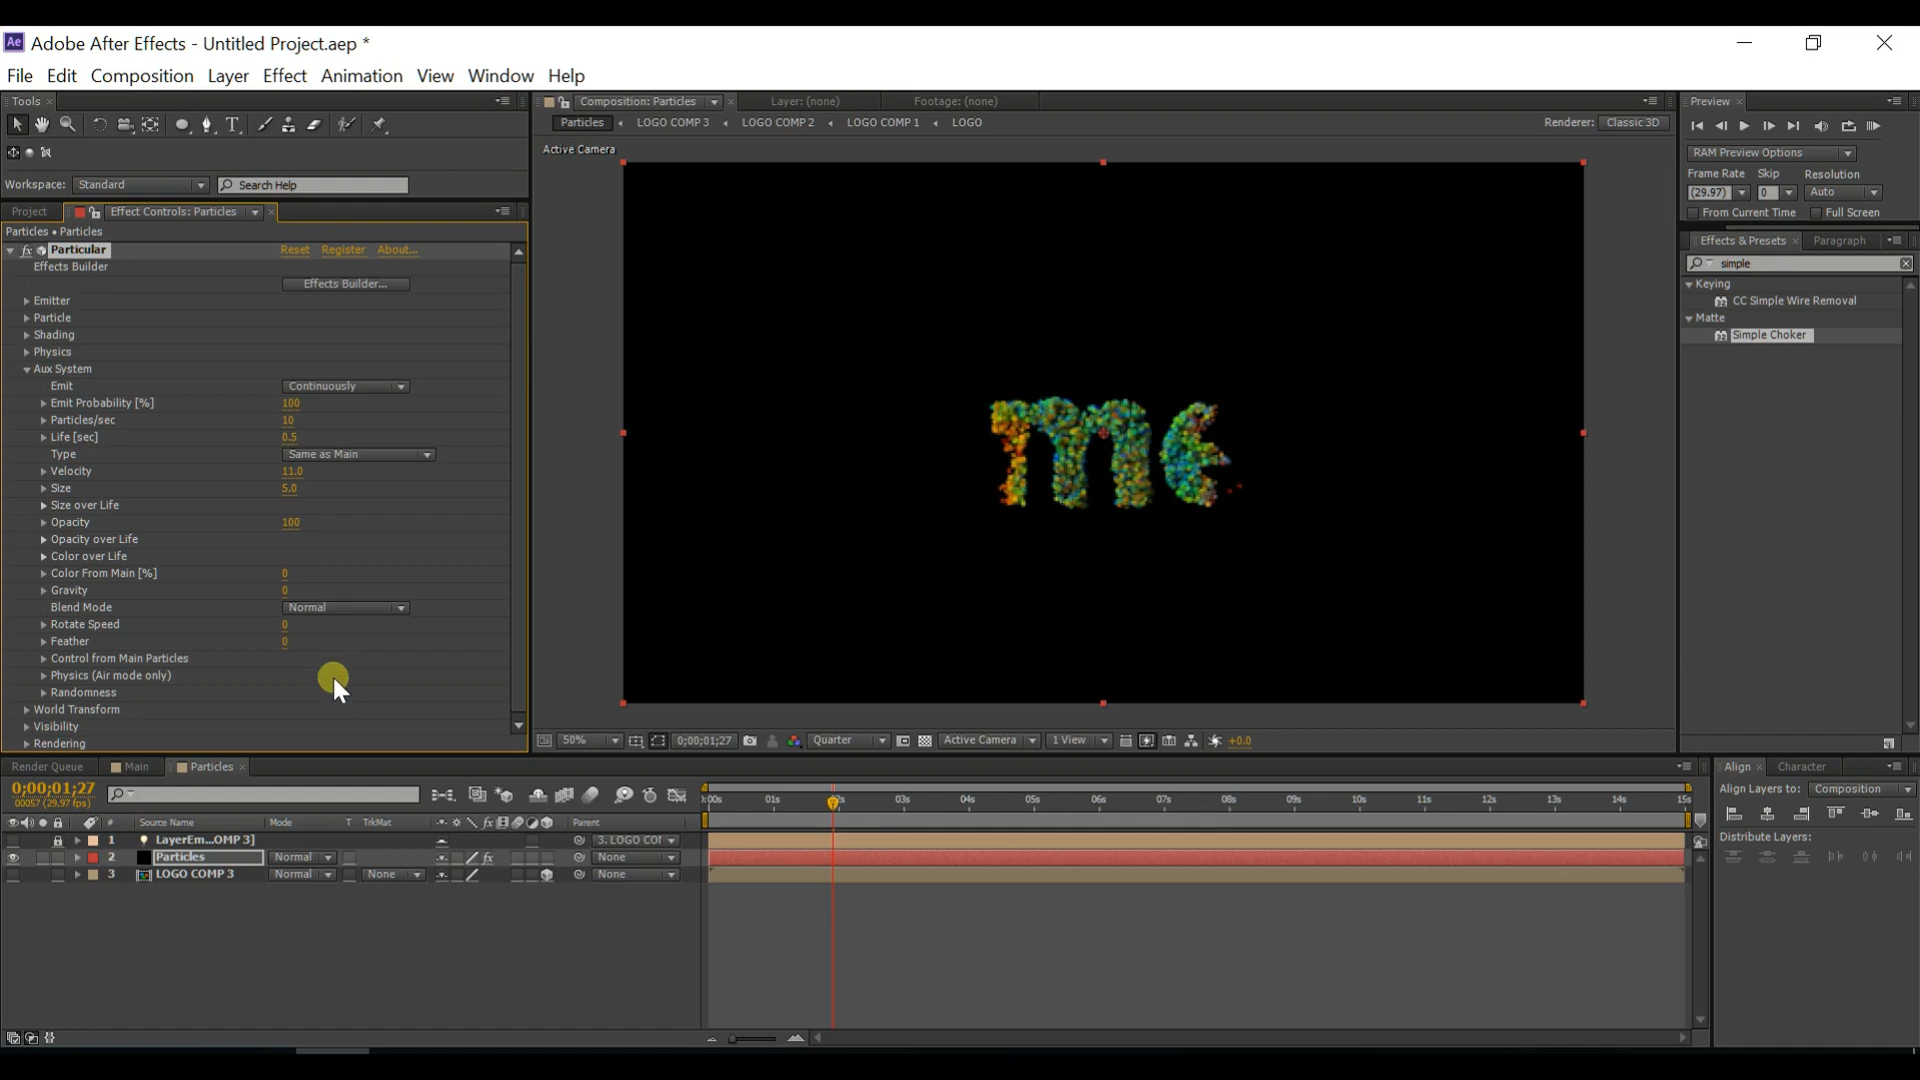 Ae Adobe After Effects - Untitled Project.aep *
File Edit Composition Layer Effect Animation View Window Help
Tools
Workspace: Standard Search Help
Project Effect Controls: Particles
Particles • Particles
fx Particular Reset Register About...
Effects Builder
Effects Builder...
Emitter
Particle
Shading
Physics
Aux System
Emit Continuously
Emit Probability [%] 100
Particles/sec 10
Life [sec] 0.5
Type Same as Main
Velocity 11.0
Size 5.0
Size over Life
Opacity 100
Opacity over Life
Color over Life
Color From Main [%] 0
Gravity 0
Blend Mode Normal
Rotate Speed 0
Feather 0
Control from Main Particles
Physics (Air mode only)
Randomness
World Transform
Visibility
Rendering
Composition: Particles Layer: (none) Footage: (none)
Particles LOGO COMP 3 LOGO COMP 2 LOGO COMP 1 LOGO Renderer: Classic 3D
Active Camera
me
50% 0;00;01;27 Quarter Active Camera 1 View +0.0
Preview
RAM Preview Options
Frame Rate Skip Resolution
(29.97) 0 Auto
From Current Time Full Screen
Effects & Presets Paragraph
simple
Keying
CC Simple Wire Removal
Matte
Simple Choker
Render Queue Main Particles
0;00;01;27
00057 (29.97 fps)
# Source Name Mode T TrkMat fx Parent
1 LayerEm...OMP 3] 3. LOGO COI
2 Particles Normal fx None
3 LOGO COMP 3 Normal None None
:00s 01s 2s 03s 04s 05s 06s 07s 08s 09s 10s 11s 12s 13s 14s 15s
Align Character
Align Layers to: Composition
Distribute Layers: